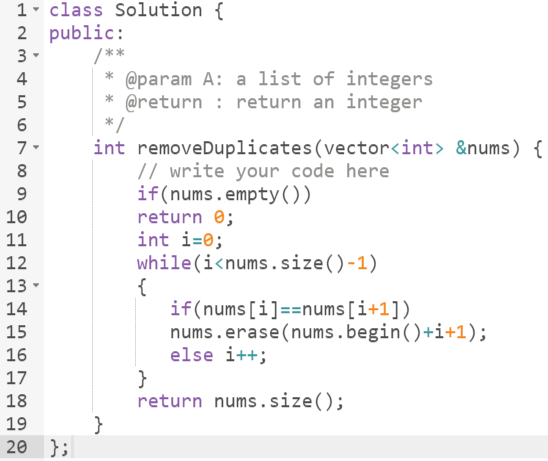 1 class Solution {
2 public:
3     /**
4      * @param A: a list of integers
5      * @return : return an integer
6      */
7     int removeDuplicates(vector<int> &nums) {
8         // write your code here
9         if(nums.empty())
10         return 0;
11         int i=0;
12         while(i<nums.size()-1)
13         {
14            if(nums[i]==nums[i+1])
15            nums.erase(nums.begin()+i+1);
16            else i++;
17         }
18         return nums.size();
19     }
20 };